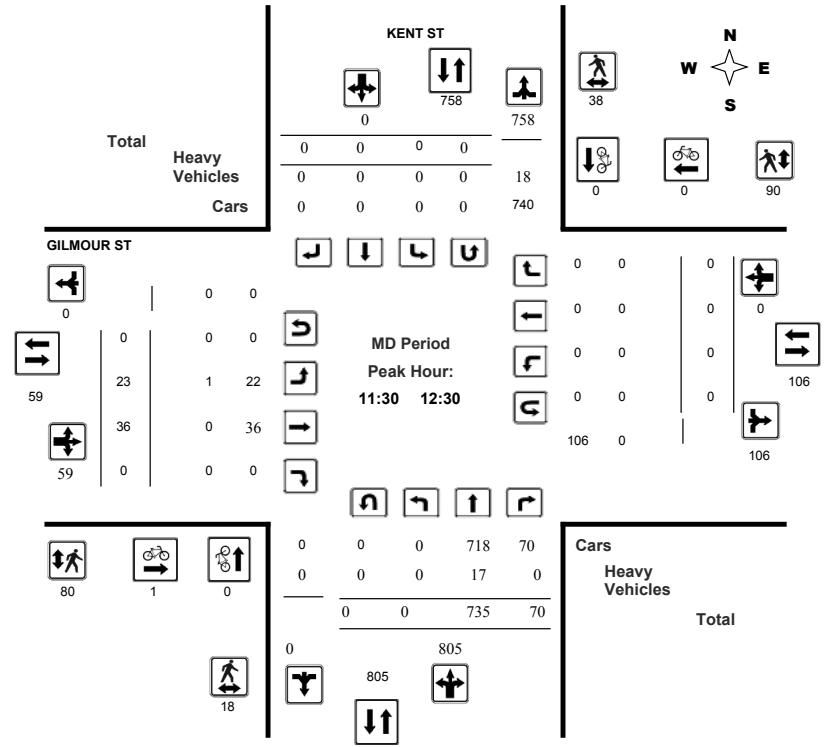 KENT ST
N
W E
S
758
38
0 758
Total
0 0 0 0
Heavy
Vehicles
0 0 0 0 18
Cars
0 0 0 0 740
0 0 90
GILMOUR ST
0 0 0
0
0 0
0 0 0
0
0 0 0
59
0 0 0
MD Period
106
23 1 22
Peak Hour:
0 0 0
36 0 36
11:30 12:30
0 0 0
59
0 0 0
106 0
106
0 0 0 718 70
Cars
0 0 0 17 0
Heavy
Vehicles
80 1 0
0 0 735 70
Total
0 805
805
18